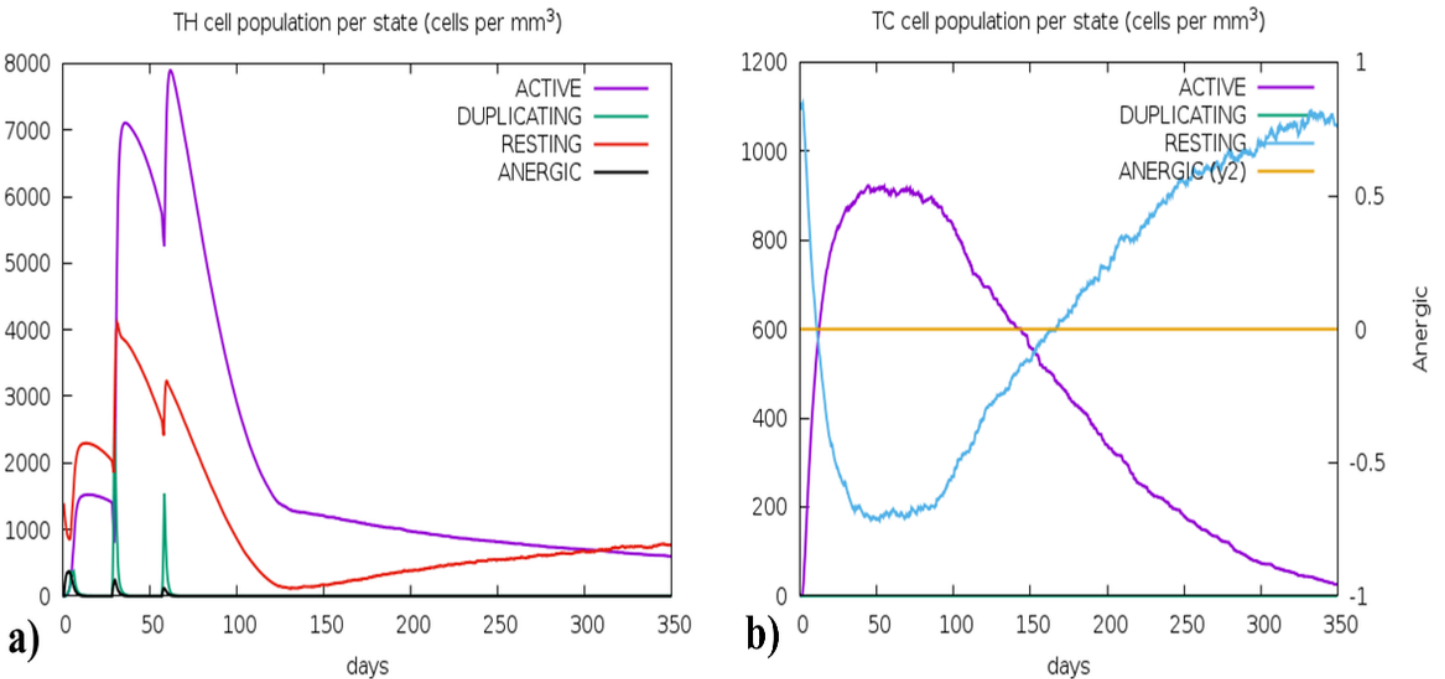 TH cell population per state (cells per mm³)
8000
7000
6000
5000
4000
3000
2000
1000
0
ACTIVE
DUPLICATING
RESTING
ANERGIC
0 50 100 150 200 250 300 350
days
a)
TC cell population per state (cells per mm³)
1200
1000
800
600
400
200
0
ACTIVE
DUPLICATING
RESTING
ANERGIC (y2)
1
0.5
0
-0.5
-1
Anergic
0 50 100 150 200 250 300 350
days
b)